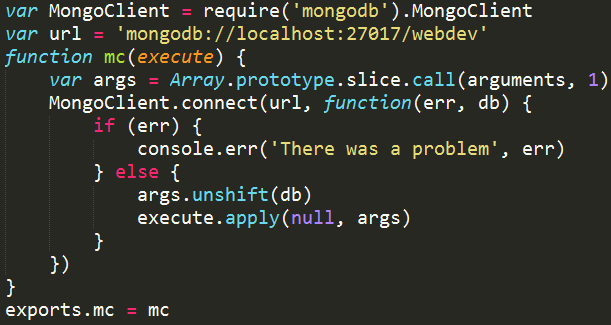 var MongoClient = require('mongodb').MongoClient
var url = 'mongodb://localhost:27017/webdev'
function mc(execute) {
    var args = Array.prototype.slice.call(arguments, 1)
    MongoClient.connect(url, function(err, db) {
        if (err) {
            console.err('There was a problem', err)
        } else {
            args.unshift(db)
            execute.apply(null, args)
        }
    })
}
exports.mc = mc